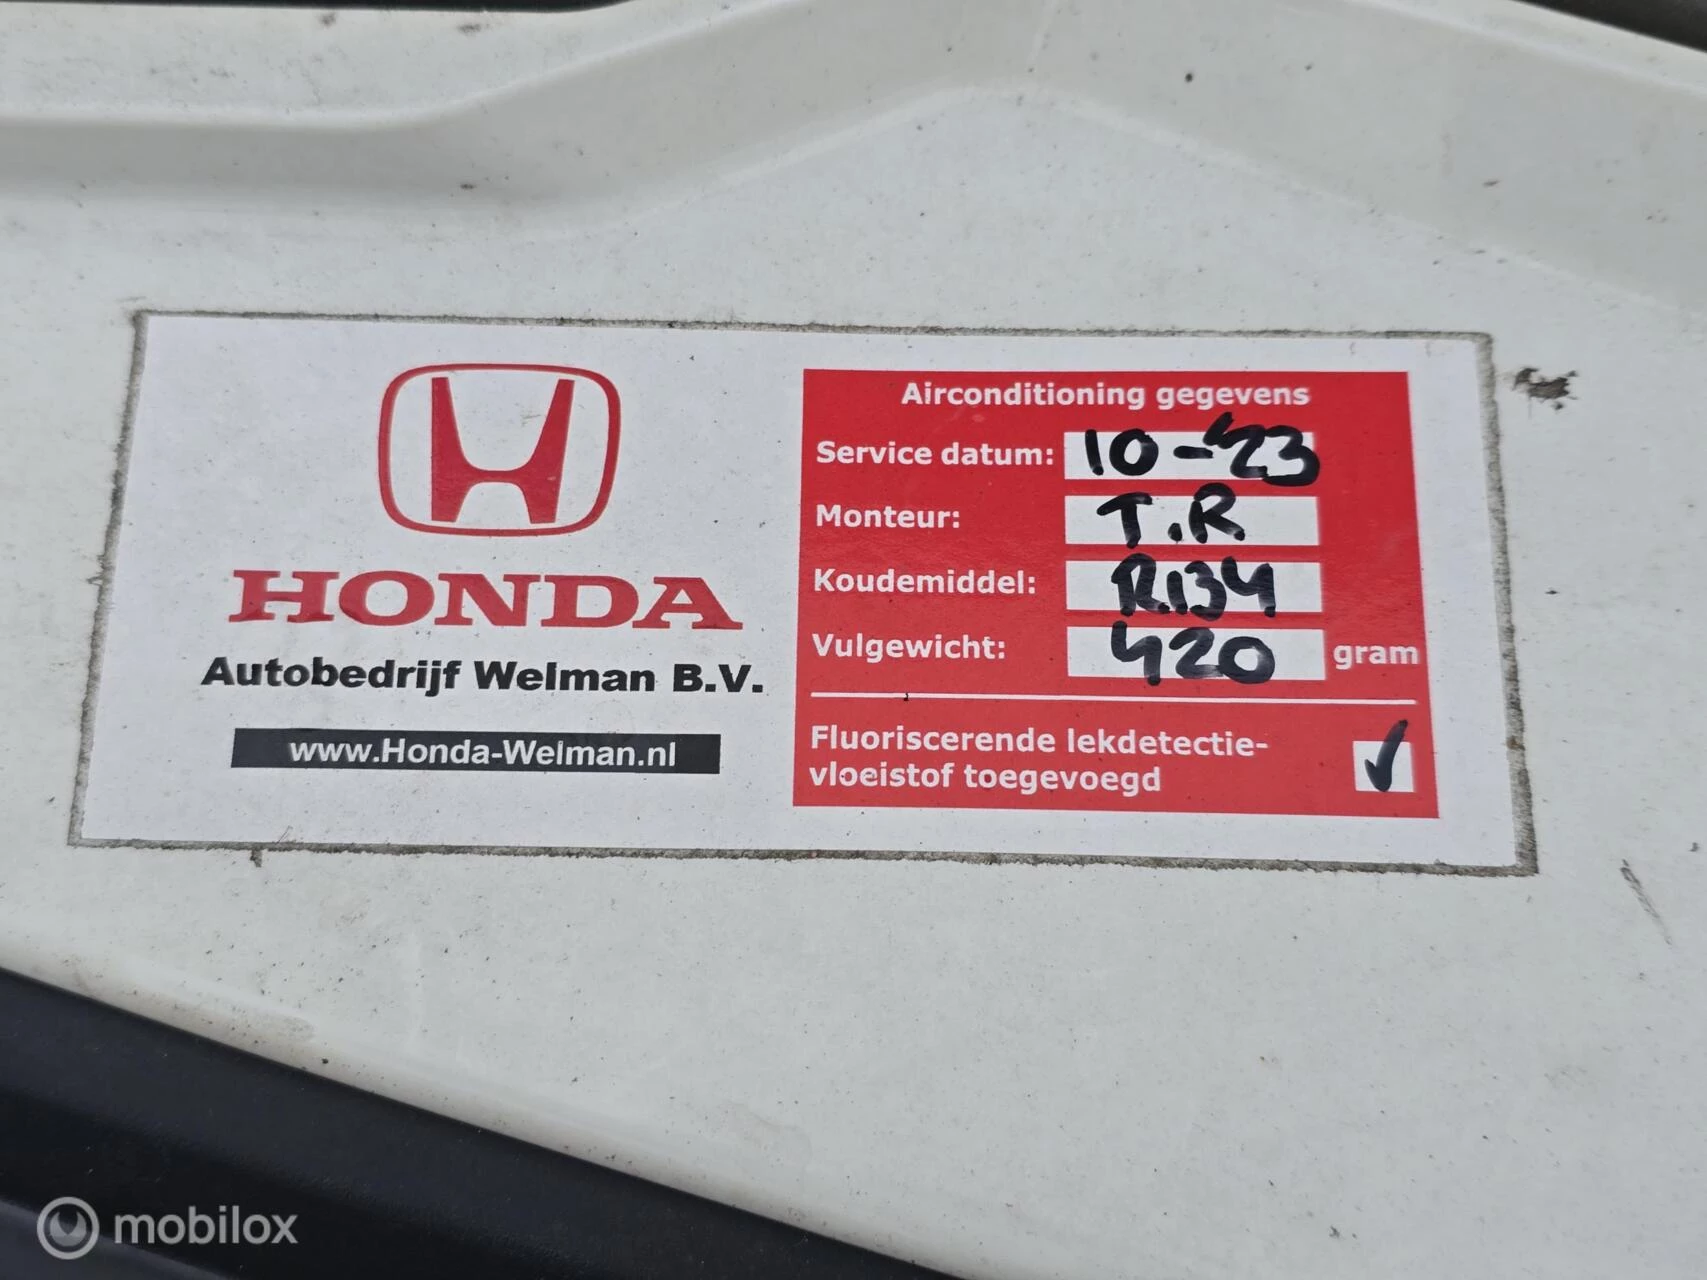 HONDA
Autobedrijf Welman B.V.
www.Honda-Welman.nl
Airconditioning gegevens
Service datum: 10-'23
Monteur: T.R
Koudemiddel: R134
Vulgewicht: 420 gram
Fluoriscerende lekdetectie-
vloeistof toegevoegd ✓
mobilox